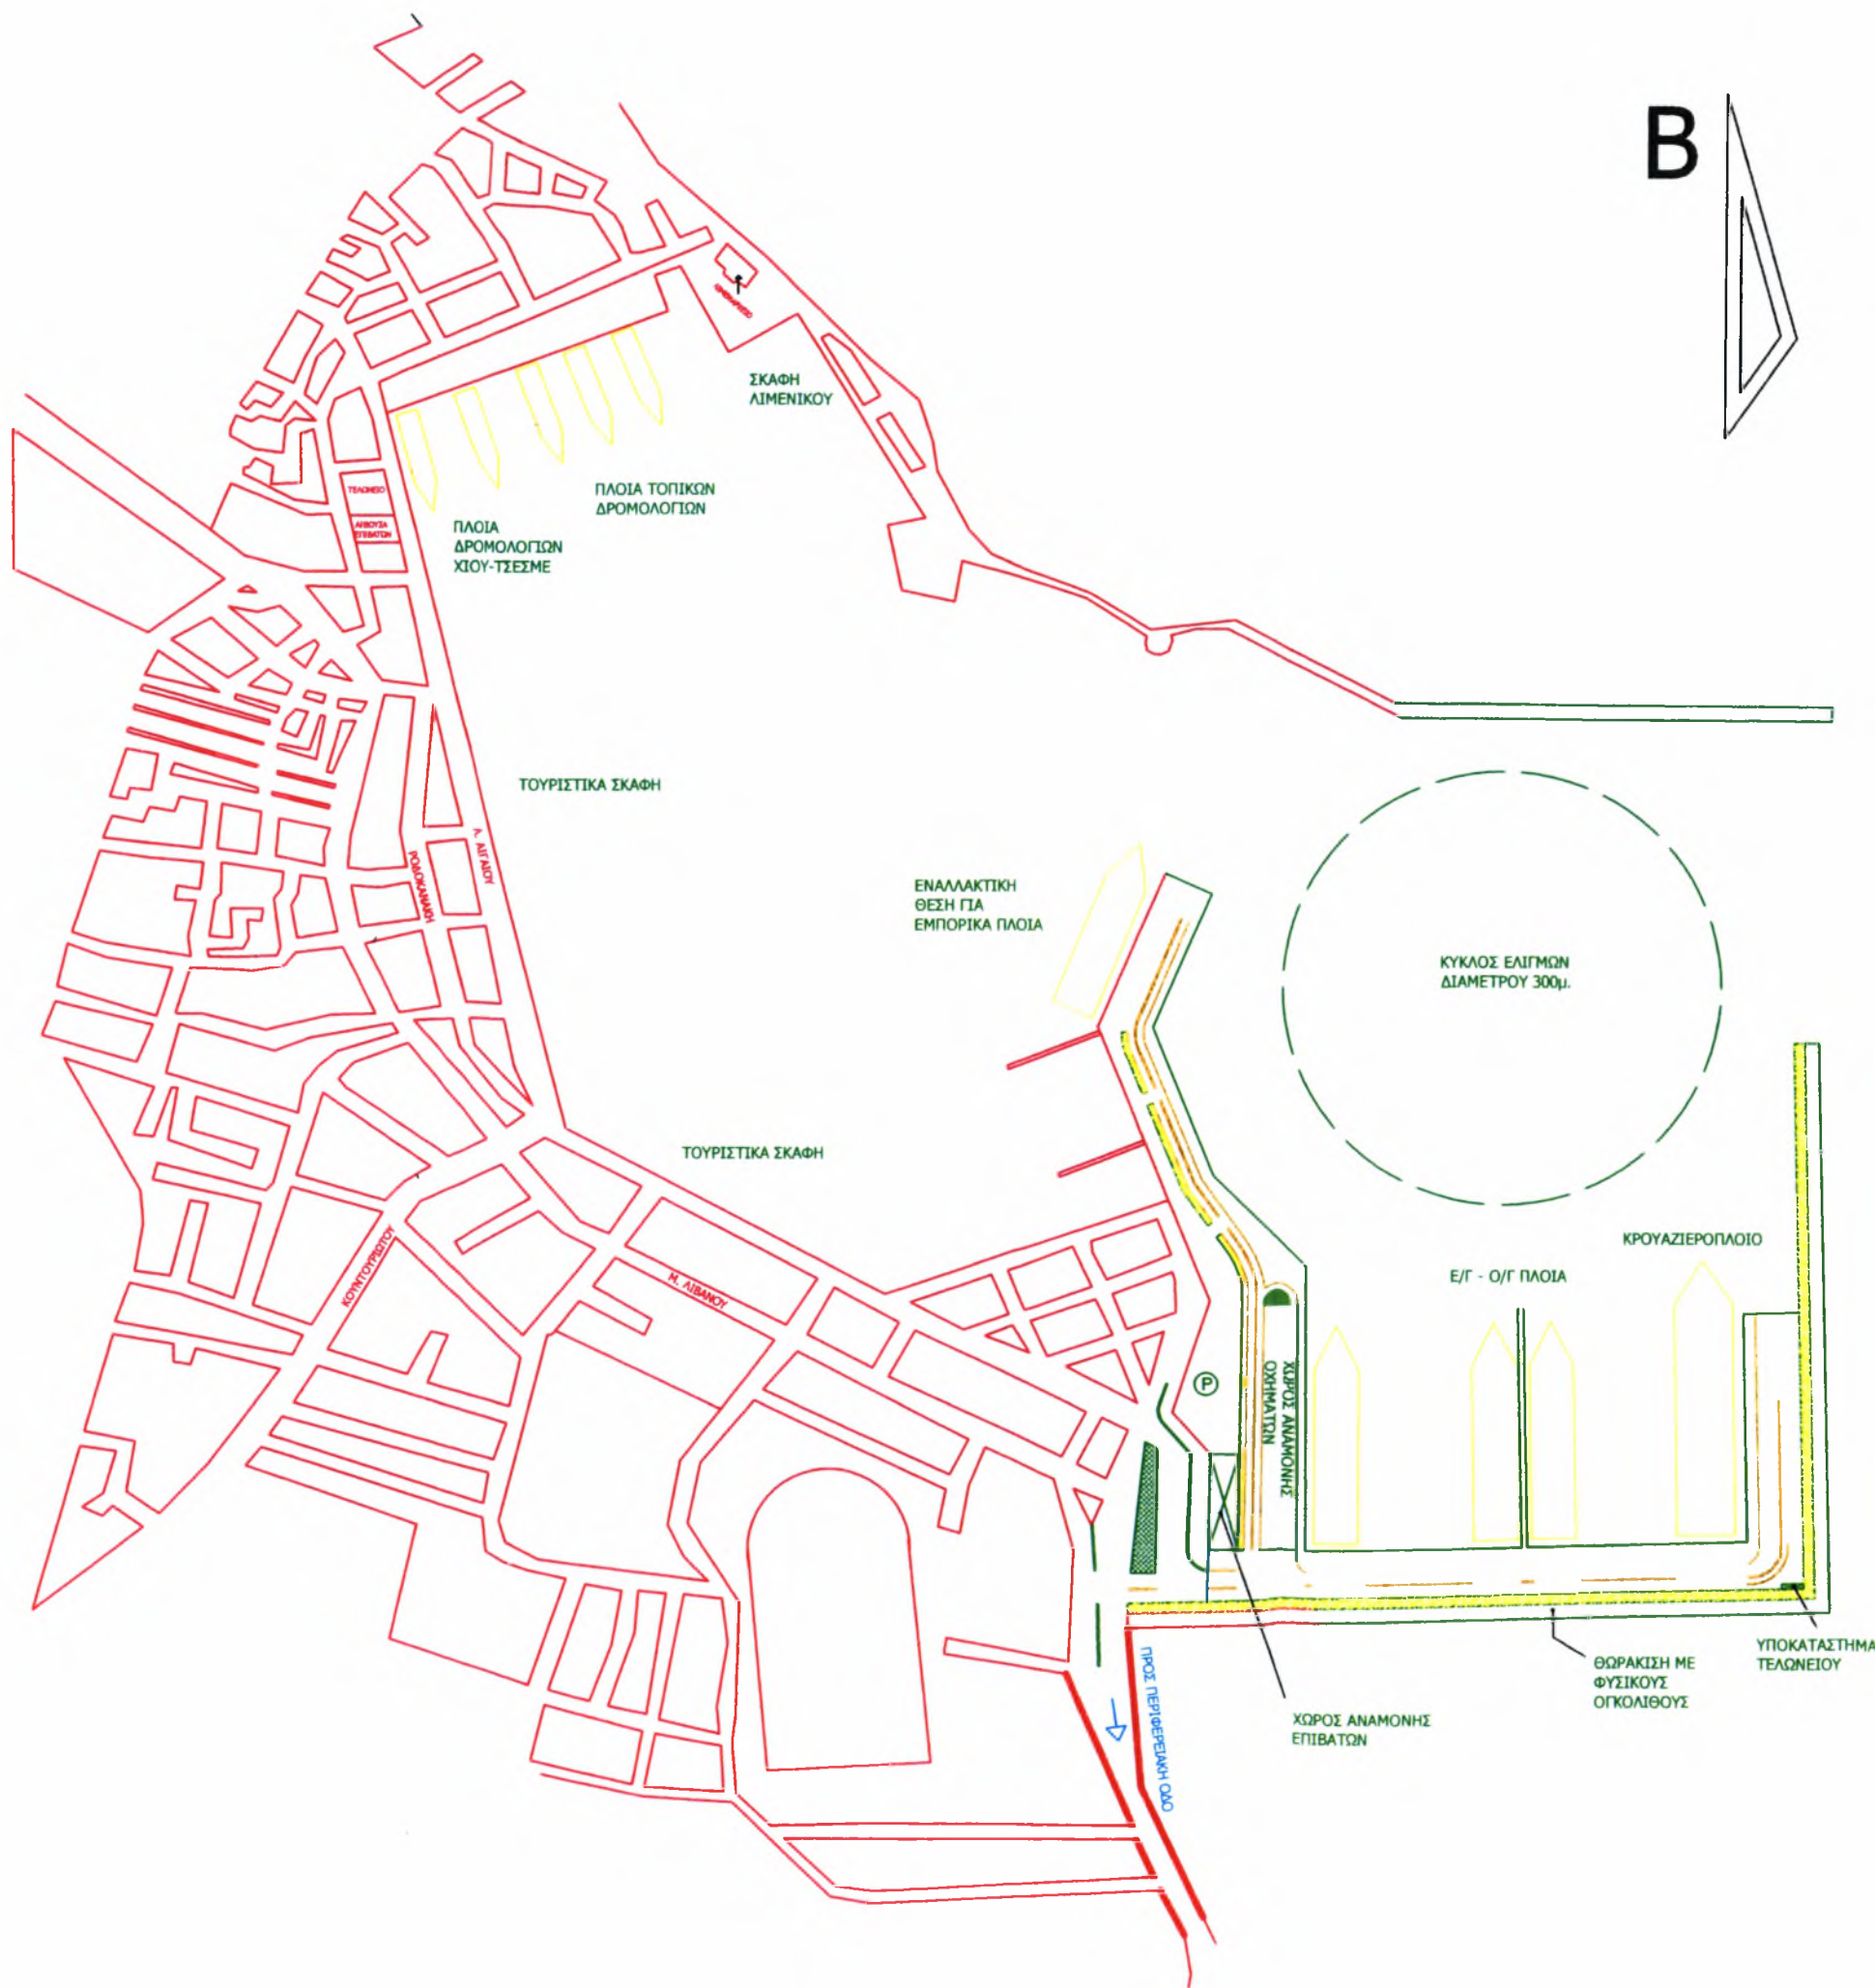 Β
ΣΚΑΦΗ
ΛΙΜΕΝΙΚΟΥ
ΠΛΟΙΑ ΤΟΠΙΚΩΝ
ΔΡΟΜΟΛΟΓΙΩΝ
ΤΕΛΩΝΕΙΟ
ΑΙΘΟΥΣΑ
ΕΠΙΒΑΤΩΝ
ΠΛΟΙΑ
ΔΡΟΜΟΛΟΓΙΩΝ
ΧΙΟΥ-ΤΣΕΣΜΕ
ΤΟΥΡΙΣΤΙΚΑ ΣΚΑΦΗ
Λ. ΑΙΓΑΙΟΥ
ΡΟΔΟΚΑΝΑΚΗ
ΕΝΑΛΛΑΚΤΙΚΗ
ΘΕΣΗ ΓΙΑ
ΕΜΠΟΡΙΚΑ ΠΛΟΙΑ
ΚΥΚΛΟΣ ΕΛΙΓΜΩΝ
ΔΙΑΜΕΤΡΟΥ 300μ.
ΤΟΥΡΙΣΤΙΚΑ ΣΚΑΦΗ
ΚΟΥΝΤΟΥΡΙΩΤΟΥ
Μ. ΛΙΒΑΝΟΥ
ΚΡΟΥΑΖΙΕΡΟΠΛΟΙΟ
Ε/Γ - Ο/Γ ΠΛΟΙΑ
P
ΧΩΡΟΣ ΑΝΑΜΟΝΗΣ
ΟΧΗΜΑΤΩΝ
ΠΡΟΣ ΠΕΡΙΦΕΡΕΙΑΚΗ ΟΔΟ
ΥΠΟΚΑΤΑΣΤΗΜΑ
ΤΕΛΩΝΕΙΟΥ
ΘΩΡΑΚΙΣΗ ΜΕ
ΦΥΣΙΚΟΥΣ
ΟΓΚΟΛΙΘΟΥΣ
ΧΩΡΟΣ ΑΝΑΜΟΝΗΣ
ΕΠΙΒΑΤΩΝ